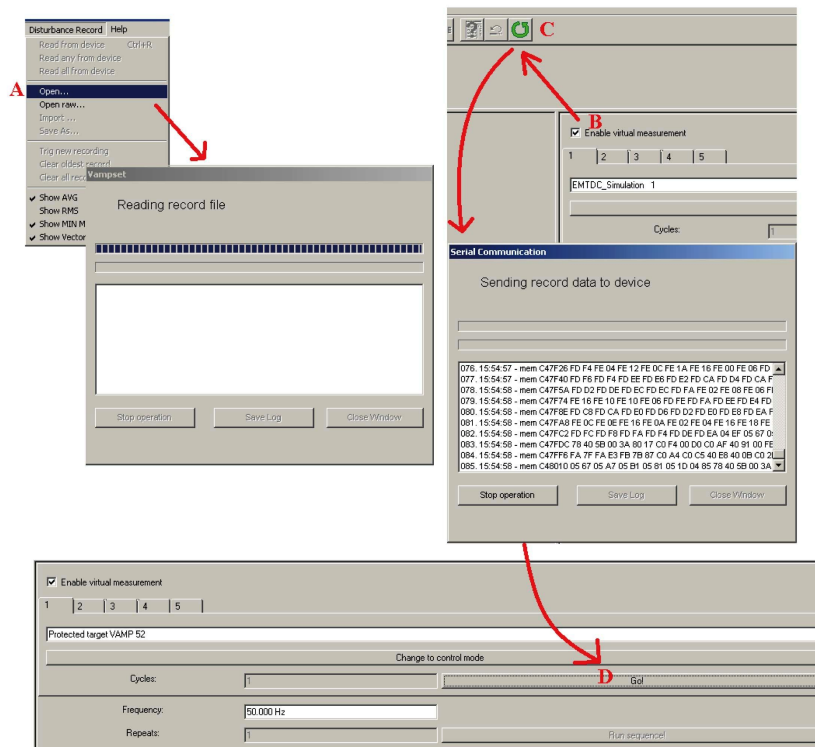 Disturbance Record Help
Read from device Ctrl+R
Read any from device
Read all from device
A
Open...
Open raw...
Import ...
Save As...
Trig new recording
Clear oldest record
Clear all
Show AVG
Show RMS
Show MIN M
Show Vector
Vampset
Reading record file
Stop operation Save Log Close Window
C
B
Enable virtual measurement
1 2 3 4 5
EMTDC_Simulation 1
Cycles: 1
Serial Communication
Sending record data to device
076. 15:54:57 - mem C47F26 FD F4 FE 04 FE 12 FE 0C FE 1A FE 16 FE 00 FE 06 FD
077. 15:54:57 - mem C47F40 FD F6 FD F4 FD EE FD E6 FD E2 FD CA FD D4 FD CA F
078. 15:54:58 - mem C47F5A FD D2 FD DE FD EC FD EC FD FA FE 02 FE 08 FE 06 F
079. 15:54:58 - mem C47F74 FE 16 FE 10 FE 10 FE 06 FD FE FD FA FD EE FD E4 FD
080. 15:54:58 - mem C47F8E FD C8 FD CA FD E0 FD D6 FD D2 FD E0 FD E8 FD EA F
081. 15:54:58 - mem C47FA8 FE 0C FE 0E FE 16 FE 0A FE 02 FE 04 FE 16 FE 18 FE
082. 15:54:58 - mem C47FC2 FD FC FD F8 FD FA FD F4 FD DE FD EA 04 EF 05 67 0
083. 15:54:58 - mem C47FDC 78 40 5B 00 3A 80 17 C0 F4 00 D0 C0 AF 40 91 00 FE
084. 15:54:58 - mem C47FF6 FA 7F FA E3 FB 7B 87 C0 A4 C0 C5 40 E8 40 0B C0 2
085. 15:54:58 - mem C48010 05 67 05 A7 05 B1 05 81 05 1D 04 85 78 40 5B 00 3A
Stop operation Save Log Close Window
Enable virtual measurement
1 2 3 4 5
Protected target VAMP 52
Change to control mode
Cycles: 1 D Go!
Frequency: 50.000 Hz
Repeats: 1 Run sequence!